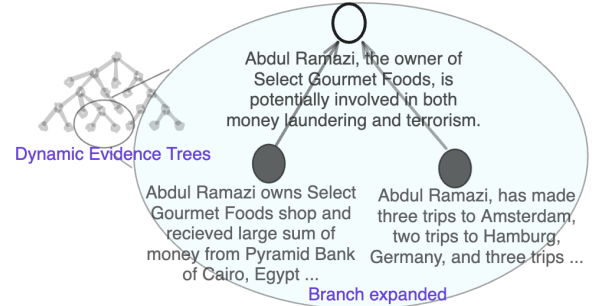 Abdul Ramazi, the owner of
Select Gourmet Foods, is
potentially involved in both
money laundering and terrorism.
Dynamic Evidence Trees
Abdul Ramazi owns Select
Gourmet Foods shop and
recieved large sum of
money from Pyramid Bank
of Cairo, Egypt ...
Abdul Ramazi, has made
three trips to Amsterdam,
two trips to Hamburg,
Germany, and three trips ...
Branch expanded